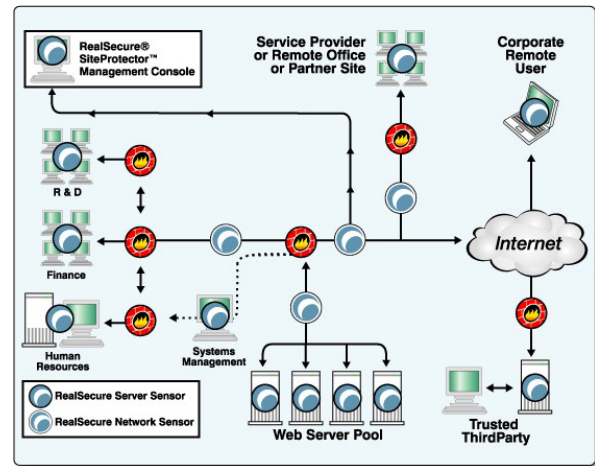 RealSecure®
SiteProtector™
Management Console
Service Provider
or Remote Office
or Partner Site
Corporate
Remote
User
R & D
Finance
Internet
Human
Resources
Systems
Management
RealSecure Server Sensor
RealSecure Network Sensor
Web Server Pool
Trusted
ThirdParty